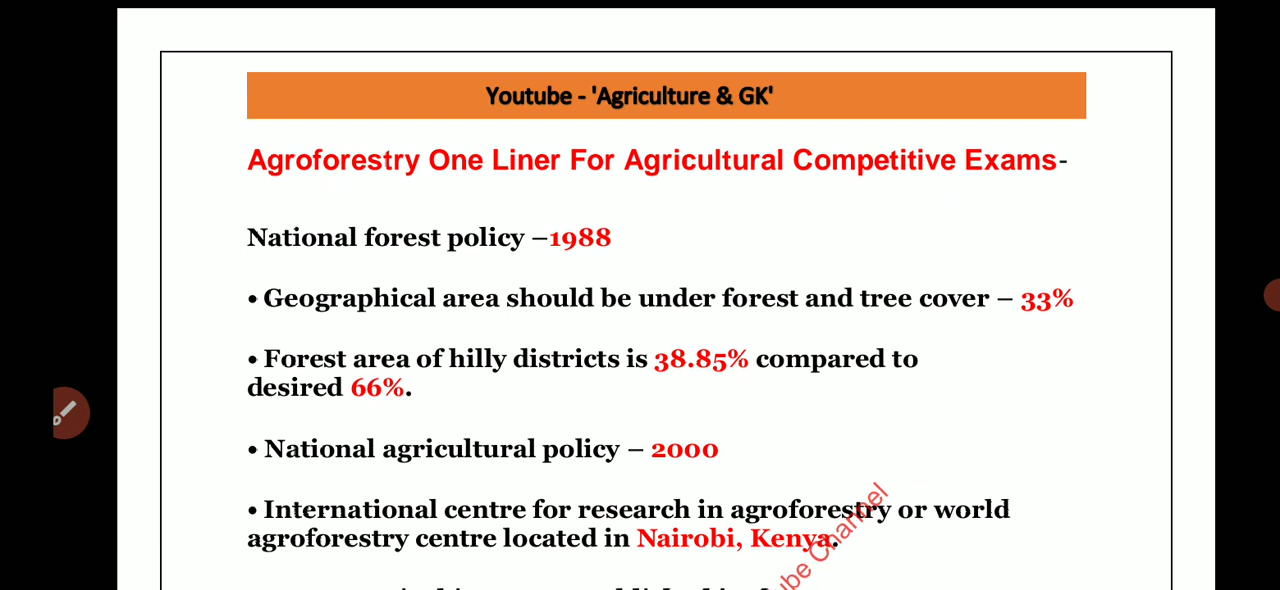 Youtube - 'Agriculture & GK'
Agroforestry One Liner For Agricultural Competitive Exams-
National forest policy –1988
• Geographical area should be under forest and tree cover – 33%
• Forest area of hilly districts is 38.85% compared to
desired 66%.
• National agricultural policy – 2000
• International centre for research in agroforestry or world
agroforestry centre located in Nairobi, Kenya.
Channel